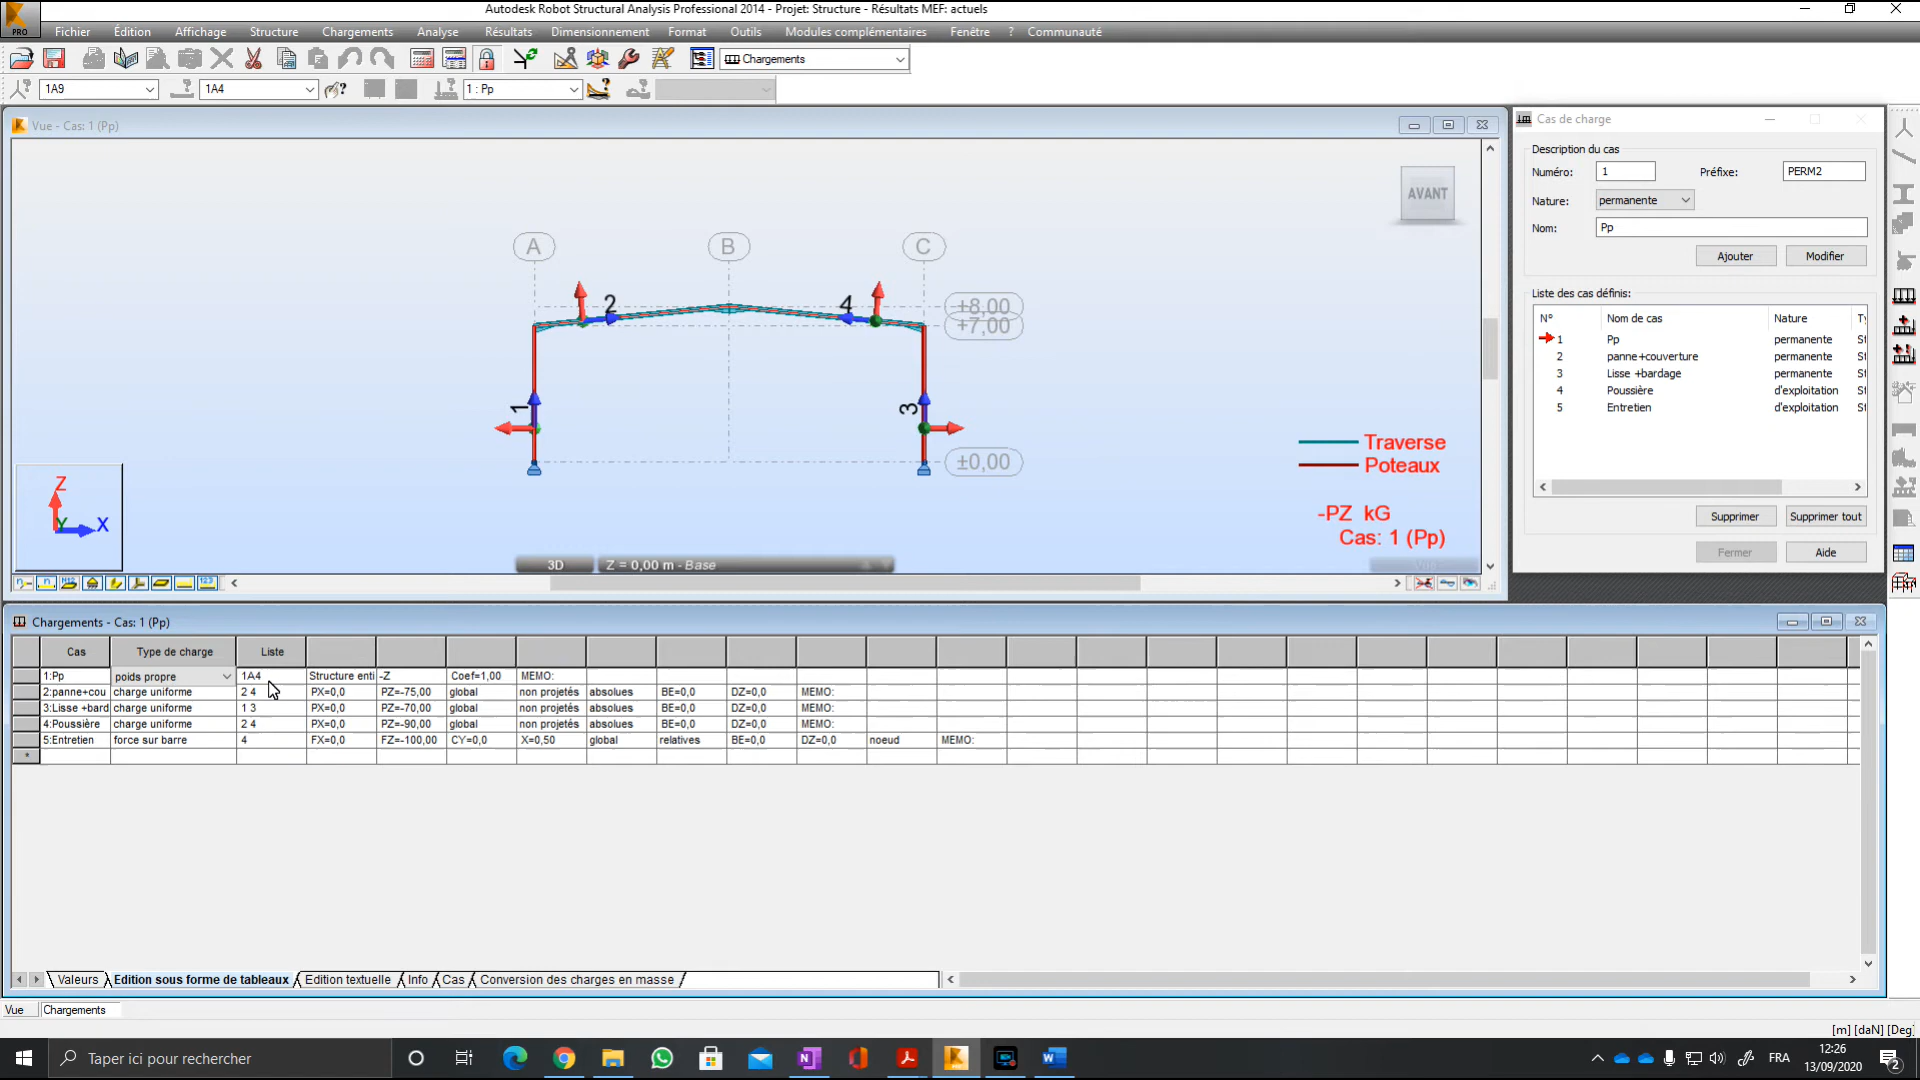 Autodesk Robot Structural Analysis Professional 2014 - Projet: Structure - Résultats MEF: actuels
PRO
Fichier Édition Affichage Structure Chargements Analyse Résultats Outils Dimensionnement Format Modules complémentaires Fenêtre ? Communauté
Chargements
1A9 1A4 1 : Pp
Vue - Cas: 1 (Pp)
AVANT
A B C
2 4
+8,00
+7,00
1 3
±0,00
Traverse
Poteaux
-PZ kG
Cas: 1 (Pp)
Z
Y X
3D Z = 0,00 m - Base
Cas de charge
Description du cas
Numéro: 1 Préfixe: PERM2
Nature: permanente
Nom: Pp
Ajouter Modifier
Liste des cas définis:
N° Nom de cas Nature Ty
1 Pp permanente St
2 panne+couverture permanente St
3 Lisse +bardage permanente St
4 Poussière d'exploitation St
5 Entretien d'exploitation St
Supprimer Supprimer tout
Fermer Aide
Chargements - Cas: 1 (Pp)
Cas Type de charge Liste
1:Pp poids propre 1A4 Structure enti -Z Coef=1,00 MEMO:
2:panne+cou charge uniforme 2 4 PX=0,0 PZ=-75,00 global non projetés absolues BE=0,0 DZ=0,0 MEMO:
3:Lisse +bard charge uniforme 1 3 PX=0,0 PZ=-70,00 global non projetés absolues BE=0,0 DZ=0,0 MEMO:
4:Poussière charge uniforme 2 4 PX=0,0 PZ=-90,00 global non projetés absolues BE=0,0 DZ=0,0 MEMO:
5:Entretien force sur barre 4 FX=0,0 FZ=-100,00 CY=0,0 X=0,50 global relatives BE=0,0 DZ=0,0 noeud MEMO:
*
Valeurs Edition sous forme de tableaux Edition textuelle Info Cas Conversion des charges en masse
Vue Chargements
[m] [daN] [Deg]
Taper ici pour rechercher
FRA 12:26
13/09/2020
2